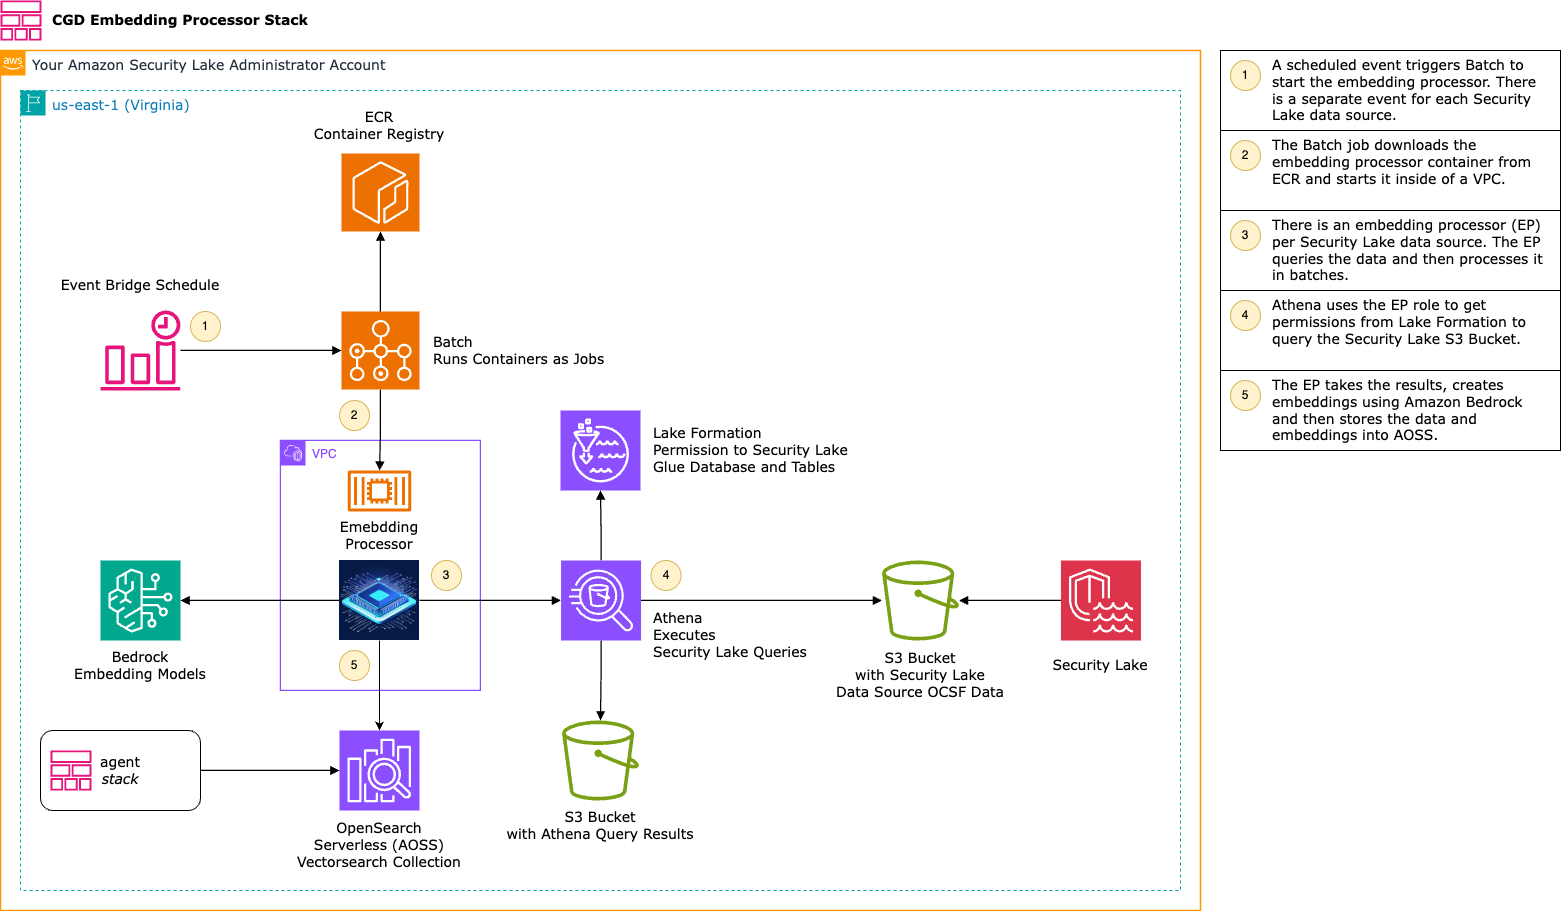 CGD Embedding Processor Stack
aws
Your Amazon Security Lake Administrator Account
us-east-1 (Virginia)
ECR
Container Registry
Event Bridge Schedule
1
Batch
Runs Containers as Jobs
2
VPC
Emebdding
Processor
3
Lake Formation
Permission to Security Lake
Glue Database and Tables
4
Athena
Executes
Security Lake Queries
Bedrock
Embedding Models
5
S3 Bucket
with Security Lake
Data Source OCSF Data
Security Lake
agent
stack
OpenSearch
Serverless (AOSS)
Vectorsearch Collection
S3 Bucket
with Athena Query Results
1
A scheduled event triggers Batch to
start the embedding processor. There
is a separate event for each Security
Lake data source.
2
The Batch job downloads the
embedding processor container from
ECR and starts it inside of a VPC.
3
There is an embedding processor (EP)
per Security Lake data source. The EP
queries the data and then processes it
in batches.
4
Athena uses the EP role to get
permissions from Lake Formation to
query the Security Lake S3 Bucket.
5
The EP takes the results, creates
embeddings using Amazon Bedrock
and then stores the data and
embeddings into AOSS.